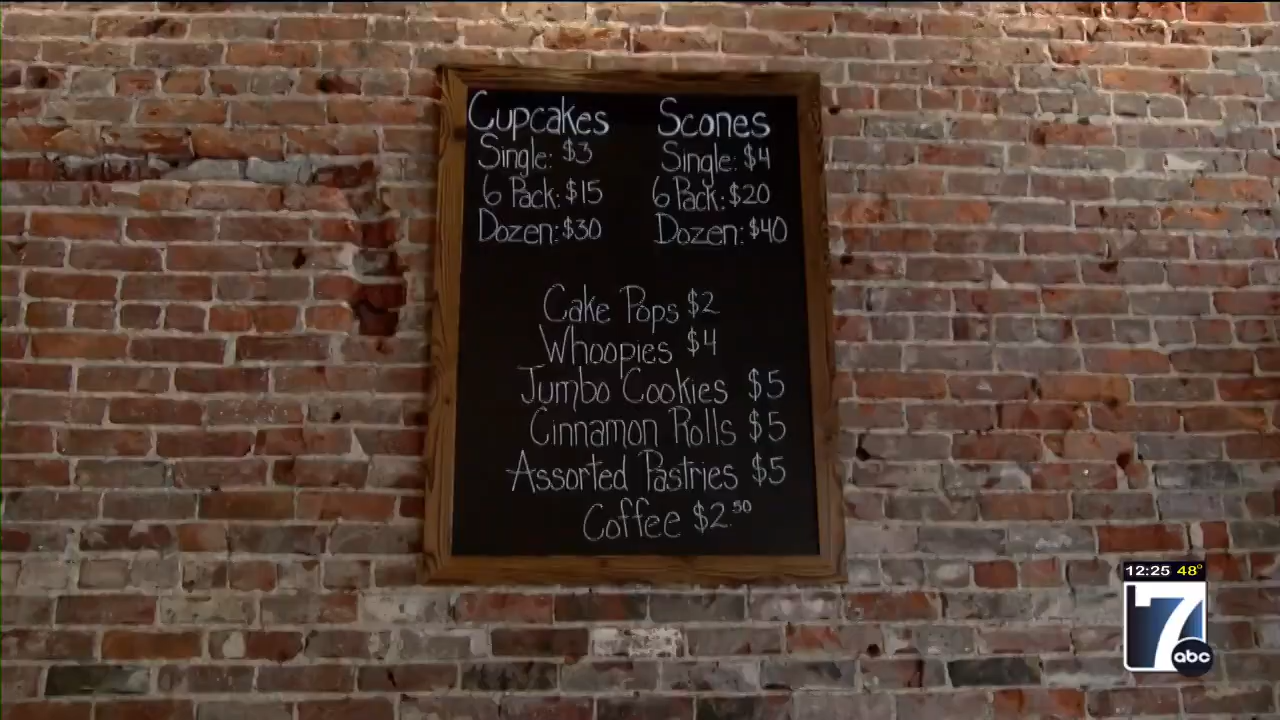 Cupcakes
Single: $3
6 Pack: $15
Dozen: $30
Scones
Single: $4
6 Pack: $20
Dozen: $40
Cake Pops $2
Whoopies $4
Jumbo Cookies $5
Cinnamon Rolls $5
Assorted Pastries $5
Coffee $2.50
12:25 48°
7
abc